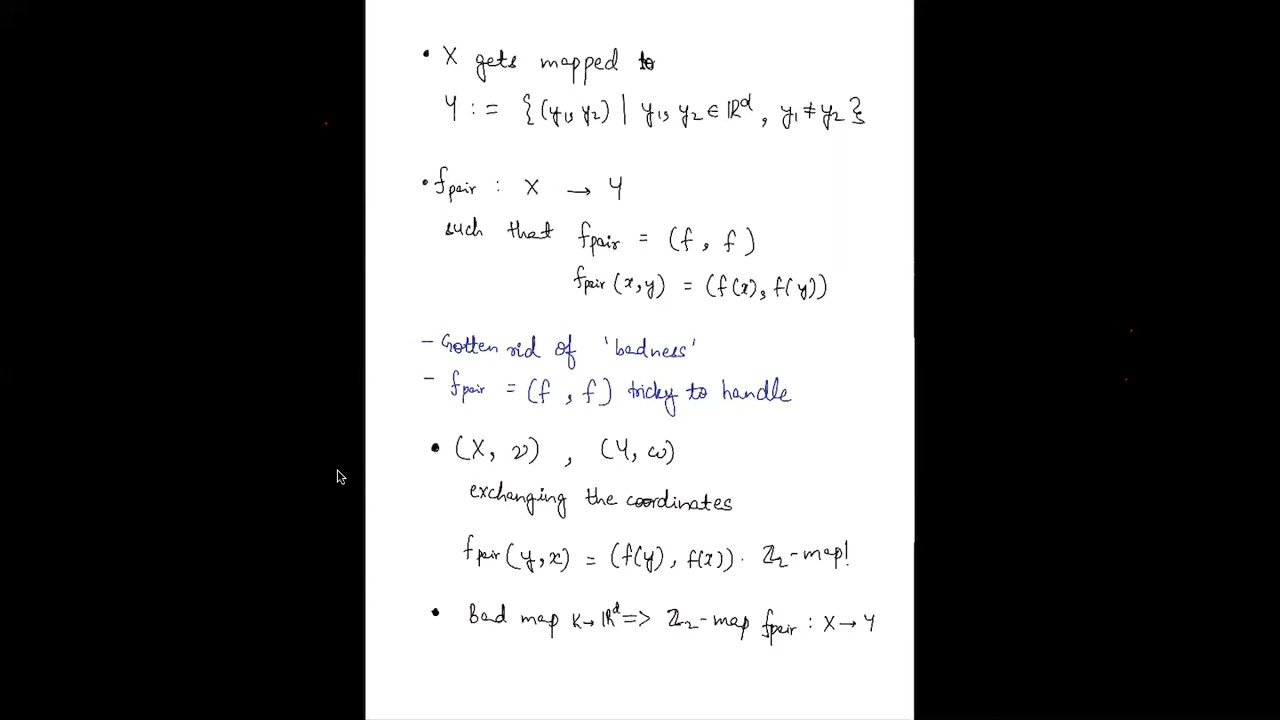 • X gets mapped to
Y := {(y₁, y₂) | y₁, y₂ ∈ ℝᵈ, y₁ ≠ y₂}
• f_pair : X → Y
such that f_pair = (f, f)
f_pair(x, y) = (f(x), f(y))
- Gotten rid of 'badness'
- f_pair = (f, f) tricky to handle
• (X, ν), (Y, ω)
exchanging the coordinates
f_pair(y, x) = (f(y), f(x)). ℤ₂-map!
• Bad map K → ℝᵈ => ℤ₂-map f_pair : X → Y